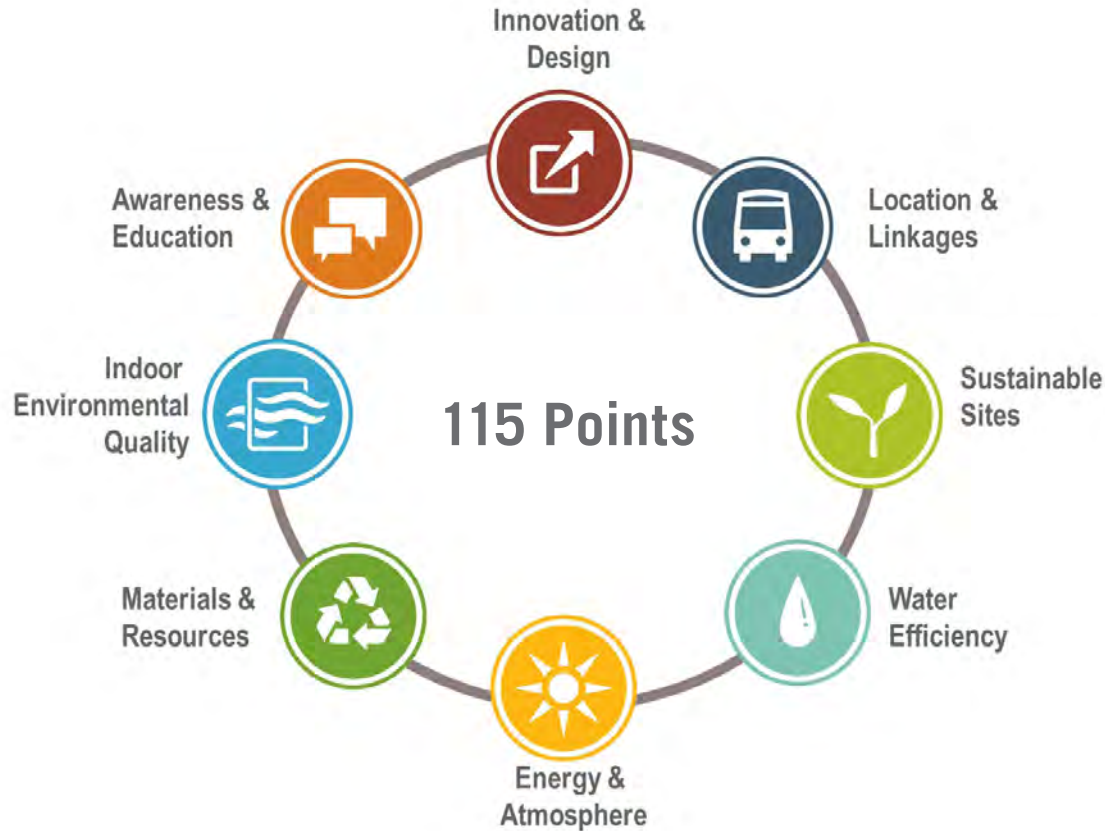 Innovation &
Design
Location &
Linkages
Sustainable
Sites
Water
Efficiency
Energy &
Atmosphere
Materials &
Resources
Indoor
Environmental
Quality
Awareness &
Education
115 Points